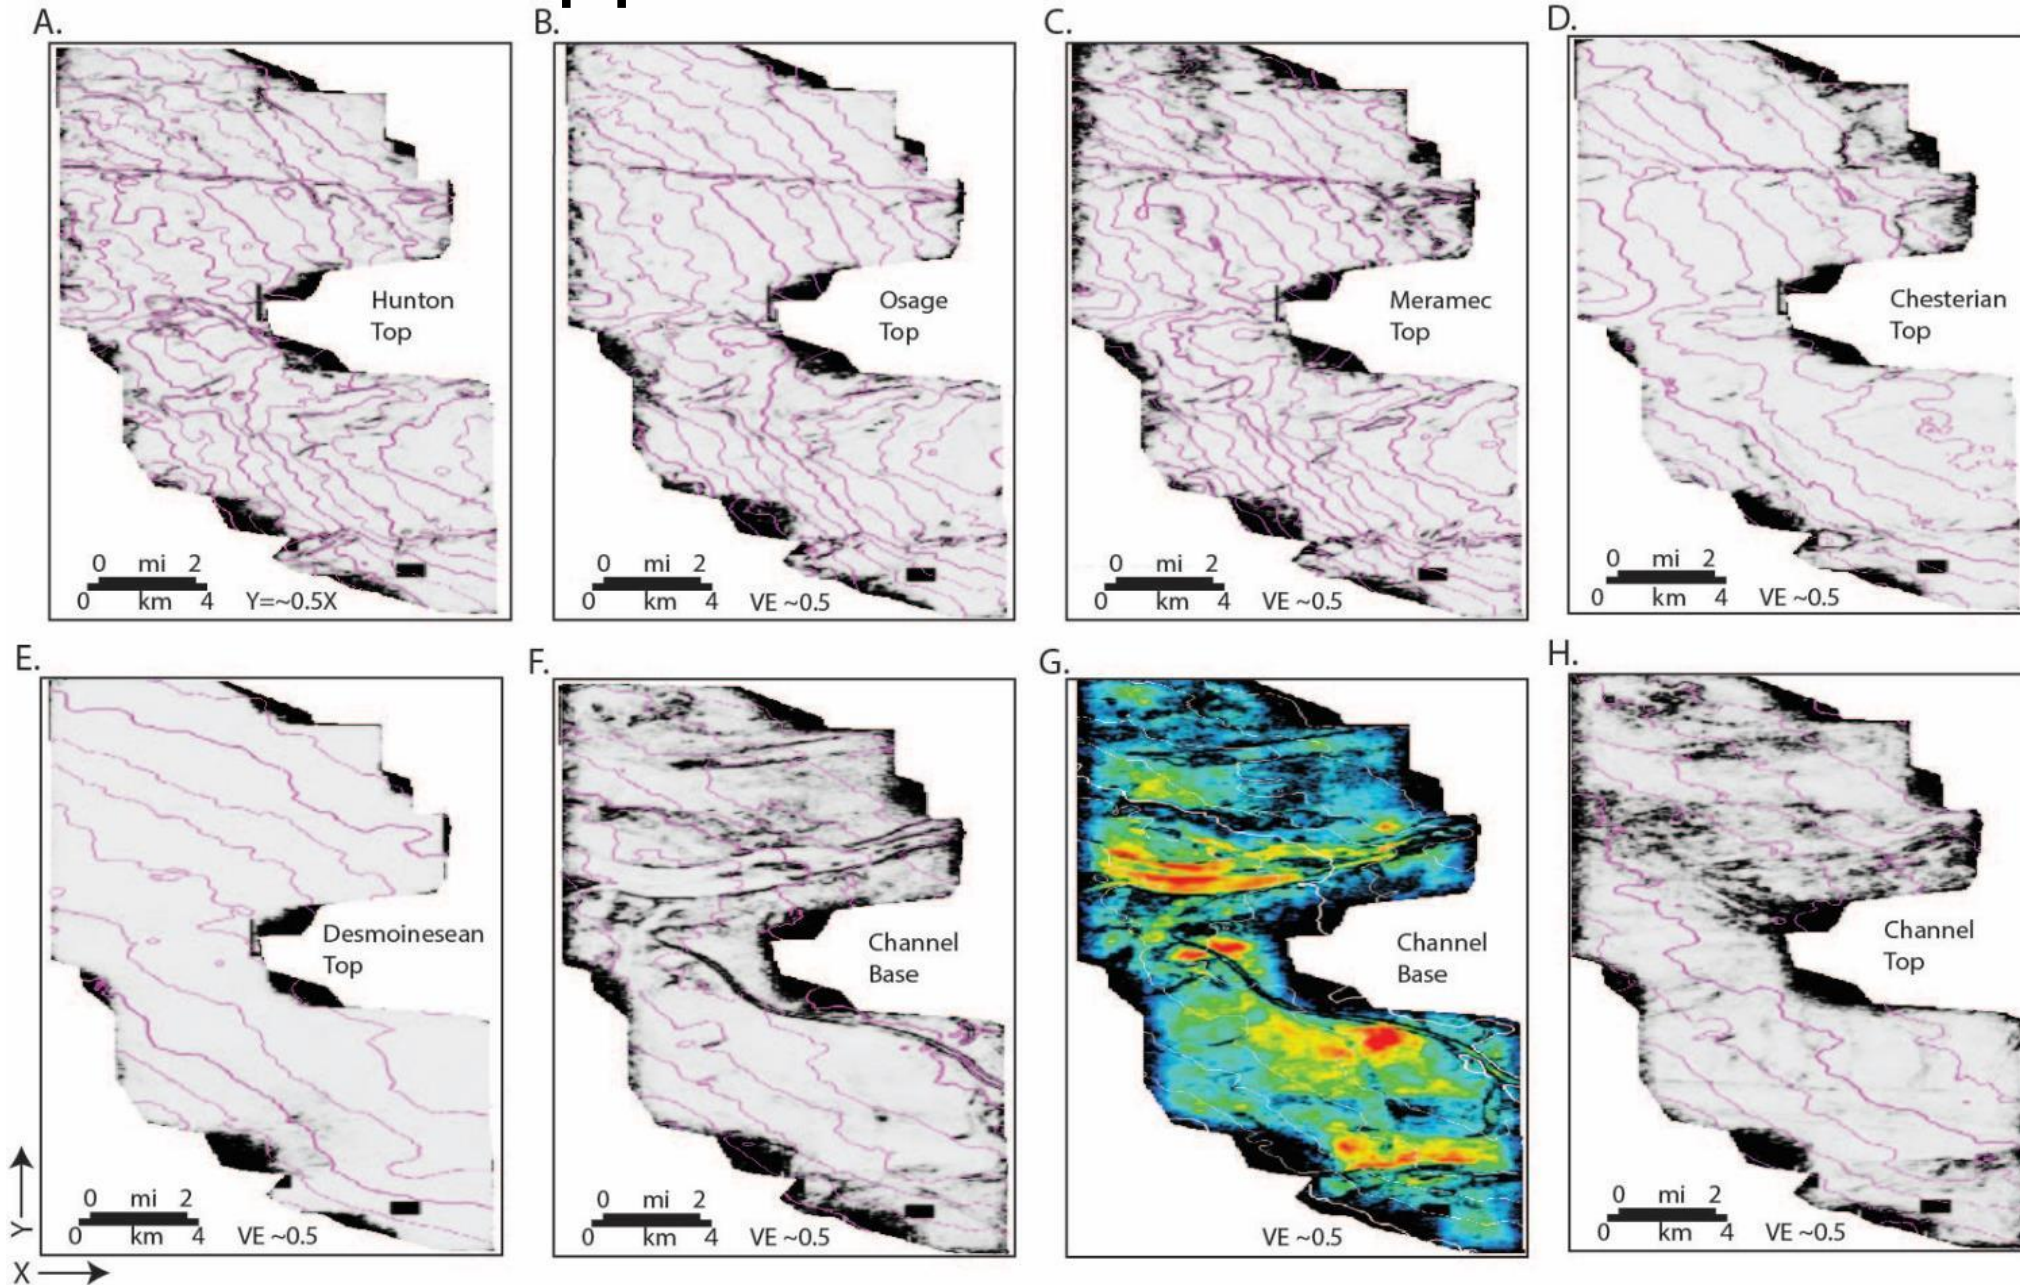 A.
B.
C.
D.
Hunton
Top
Osage
Top
Meramec
Top
Chesterian
Top
0 mi 2
0 km 4 Y=~0.5X
0 mi 2
0 km 4 VE ~0.5
0 mi 2
0 km 4 VE ~0.5
0 mi 2
0 km 4 VE ~0.5
E.
F.
G.
H.
Desmoinesean
Top
Channel
Base
Channel
Base
Channel
Top
0 mi 2
0 km 4 VE ~0.5
0 mi 2
0 km 4 VE ~0.5
VE ~0.5
0 mi 2
0 km 4 VE ~0.5
Y
X